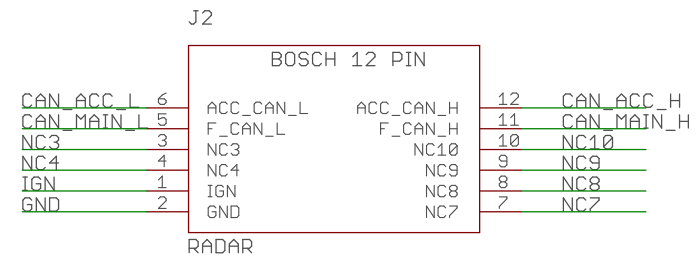 J2
BOSCH 12 PIN
CAN_ACC_L 6 ACC_CAN_L ACC_CAN_H 12 CAN_ACC_H
CAN_MAIN_L 5 F_CAN_L F_CAN_H 11 CAN_MAIN_H
NC3 3 NC3 NC10 10 NC10
NC4 4 NC4 NC9 9 NC9
IGN 1 IGN NC8 8 NC8
GND 2 GND NC7 7 NC7
RADAR